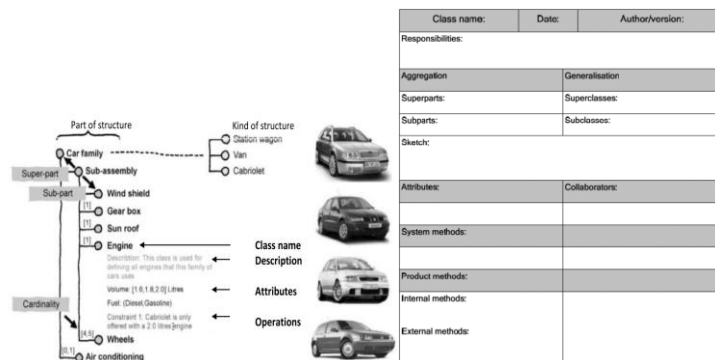 Part of structure
Kind of structure
Car family
Station wagon
Van
Cabriolet
Super-part
Sub-assembly
Sub-part
Wind shield
[1]
Gear box
[1]
Sun roof
[1]
Engine
Class name
Description: This class is used for
defining all engines that this family of
cars uses
Description
Volume: [1.6,1.8,2.0] Litres
Attributes
Fuel: (Diesel,Gasoline)
Cardinality
Constraint 1: Cabriolet is only
offered with a 2.0 litres engine
Operations
[4,5]
Wheels
[0,1]
Air conditioning
Class name:
Date:
Author/version:
Responsibilities:
Aggregation
Generalisation
Superparts:
Superclasses:
Subparts:
Subclasses:
Sketch:
Attributes:
Collaborators:
System methods:
Product methods:
Internal methods:
External methods: